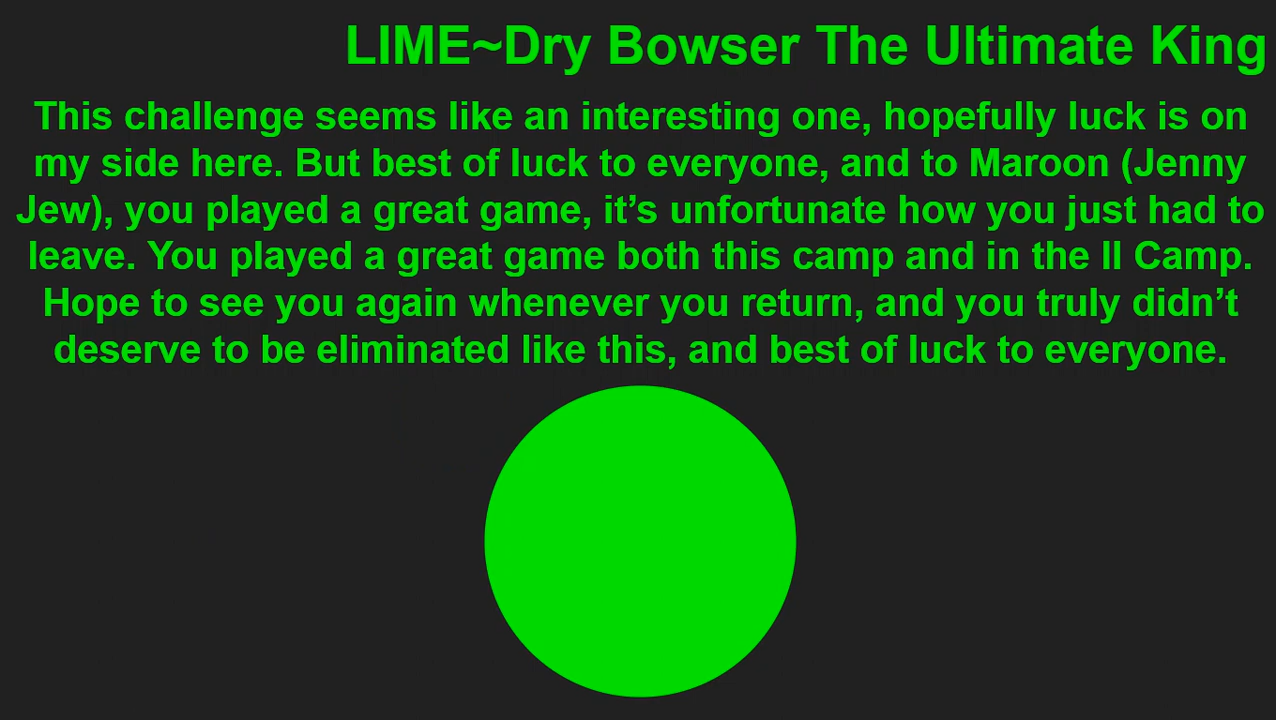 LIME~Dry Bowser The Ultimate King
This challenge seems like an interesting one, hopefully luck is on
my side here. But best of luck to everyone, and to Maroon (Jenny
Jew), you played a great game, it’s unfortunate how you just had to
leave. You played a great game both this camp and in the II Camp.
Hope to see you again whenever you return, and you truly didn’t
deserve to be eliminated like this, and best of luck to everyone.